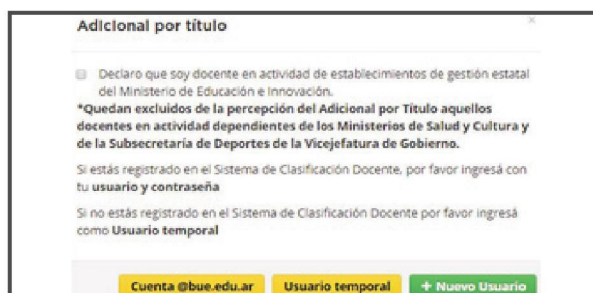 Adicional por título
×
Declaro que soy docente en actividad de establecimientos de gestión estatal
del Ministerio de Educación e Innovación.
*Quedan excluidos de la percepción del Adicional por Título aquellos
docentes en actividad dependientes de los Ministerios de Salud y Cultura y
de la Subsecretaría de Deportes de la Vicejefatura de Gobierno.
Si estás registrado en el Sistema de Clasificación Docente, por favor ingresá con
tu usuario y contraseña
Si no estás registrado en el Sistema de Clasificación Docente por favor ingresá
como Usuario temporal
Cuenta @bue.edu.ar Usuario temporal + Nuevo Usuario